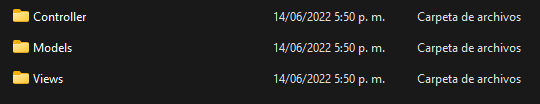 Controller 14/06/2022 5:50 p. m. Carpeta de archivos
Models 14/06/2022 5:50 p. m. Carpeta de archivos
Views 14/06/2022 5:50 p. m. Carpeta de archivos